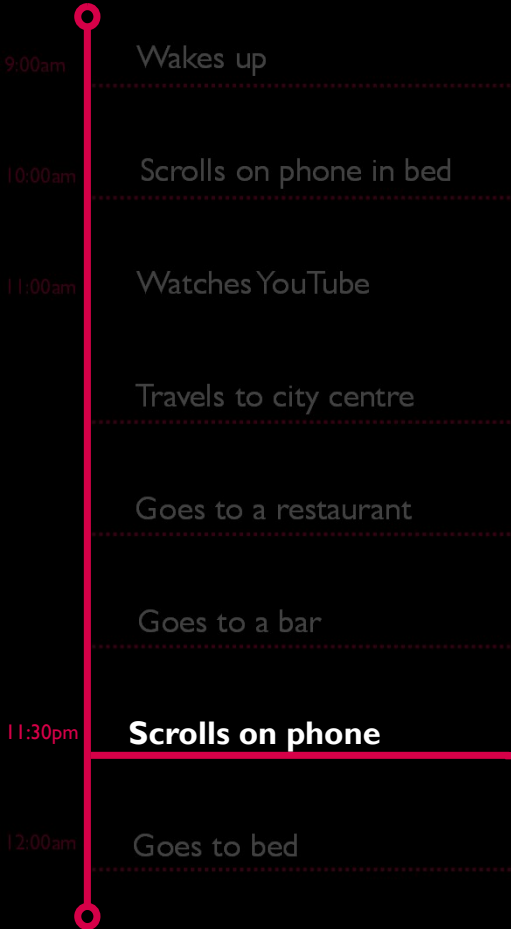 9:00am Wakes up
10:00am Scrolls on phone in bed
11:00am Watches YouTube
Travels to city centre
Goes to a restaurant
Goes to a bar
11:30pm Scrolls on phone
12:00am Goes to bed